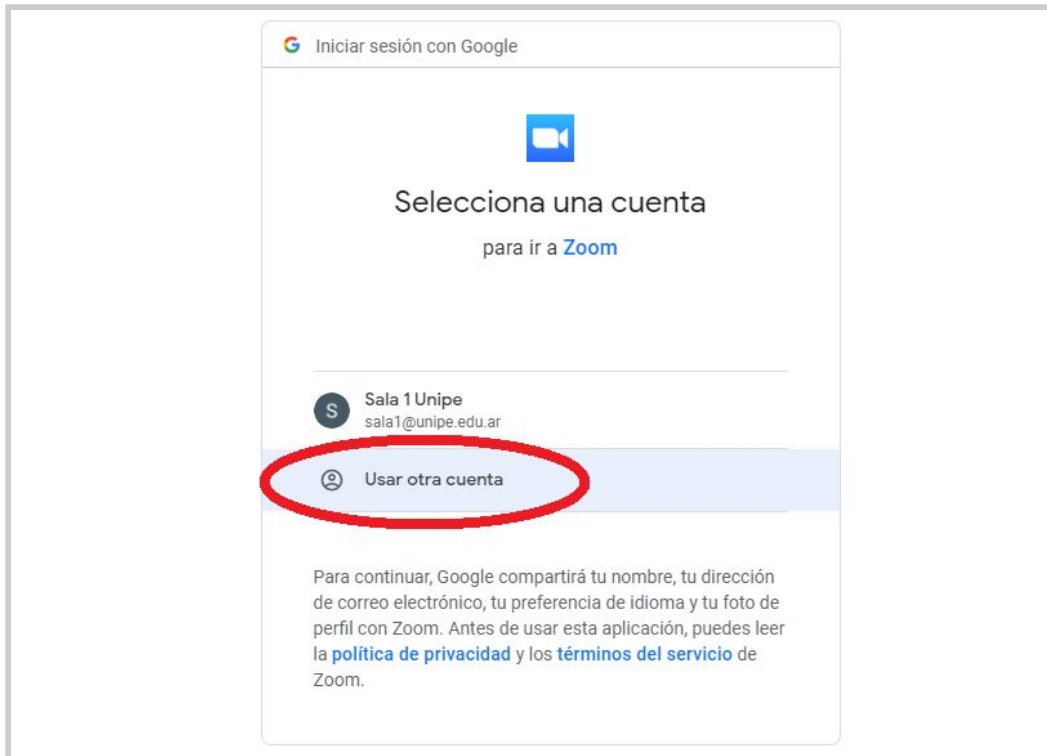 Iniciar sesión con Google
Selecciona una cuenta
para ir a Zoom
S
Sala 1 Unipe
sala1@unipe.edu.ar
Usar otra cuenta
Para continuar, Google compartirá tu nombre, tu dirección
de correo electrónico, tu preferencia de idioma y tu foto de
perfil con Zoom. Antes de usar esta aplicación, puedes leer
la política de privacidad y los términos del servicio de
Zoom.